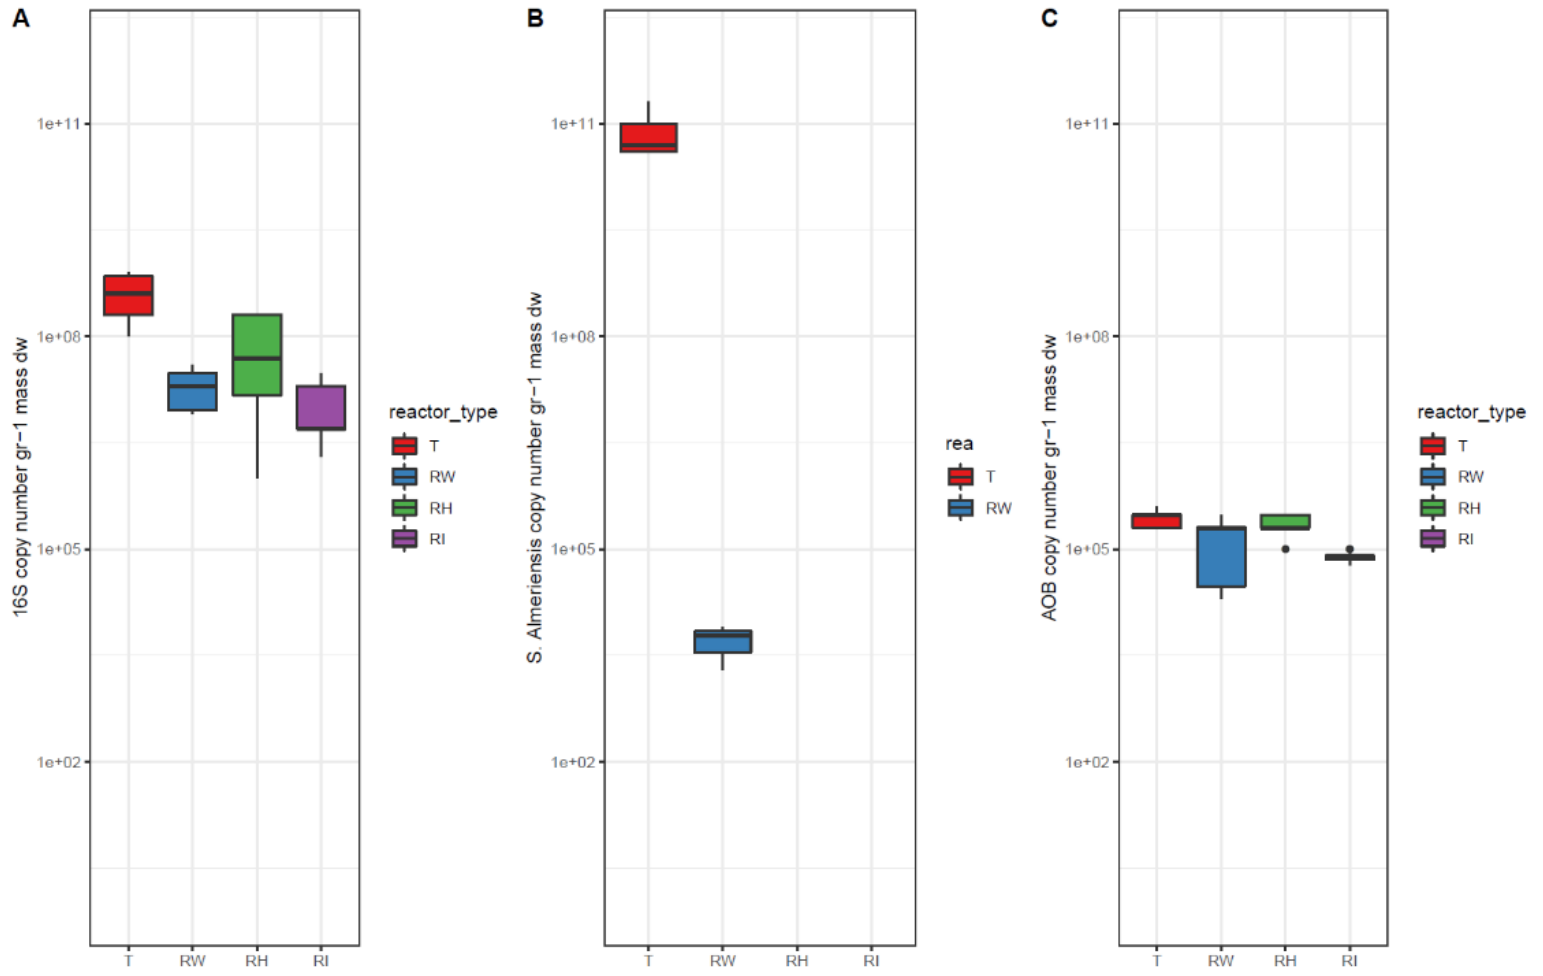 A
16S copy number gr−1 mass dw
1e+11
1e+08
1e+05
1e+02
T RW RH RI
reactor_type
T
RW
RH
RI
B
S. Almeriensis copy number gr−1 mass dw
1e+11
1e+08
1e+05
1e+02
T RW RH RI
rea
T
RW
C
AOB copy number gr−1 mass dw
1e+11
1e+08
1e+05
1e+02
T RW RH RI
reactor_type
T
RW
RH
RI